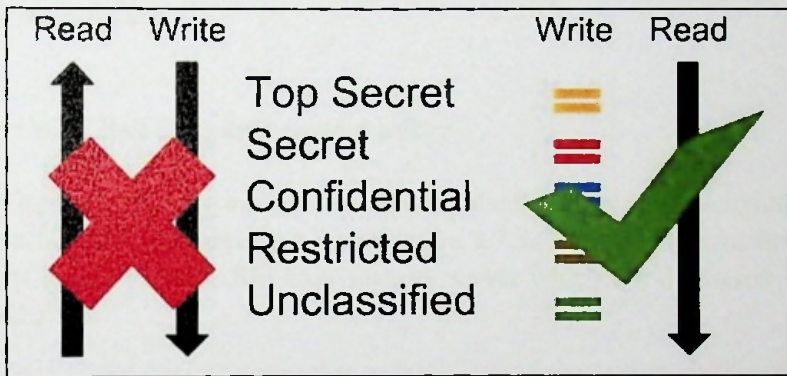 Read Write Write Read
Top Secret
Secret
Confidential
Restricted
Unclassified